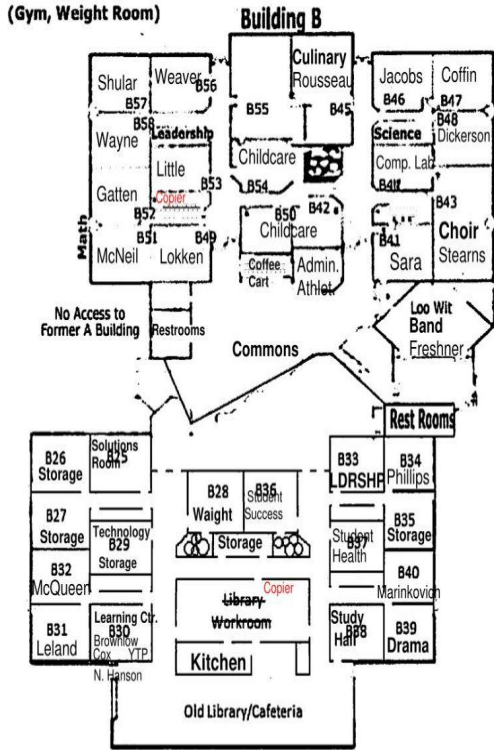 (Gym, Weight Room)
Building B
Shular
Weaver
Culinary
Rousseau
Jacobs
Coffin
B57
B56
B55
B45
B46
B47
B58
B48
Wayne
Leadership
Science
Dickerson
Little
Childcare
Comp. Lab
B53
B54
Gatten
Copier
B43
B52
B50
B42
Choir
Math
B51
B49
Childcare
B41
Stearns
McNeil
Lokken
Coffee
Cart
Admin.
Athlet.
Sara
No Access to
Former A Building
Restrooms
Loo Wit
Band
Freshner
Commons
Rest Rooms
B26
Storage
Solutions
Room
B25
B33
LDRSHP
B34
Phillips
B28
Waight
B36
Student
Success
B27
Storage
Technology
B29
Storage
Storage
Student
B37
Health
B35
Storage
B32
McQueen
B40
Marinkovich
Copier
Library
Workroom
B31
Leland
Learning Ctr.
B30
Brownlow
Cox YTP
N. Hanson
Study
Hall
B38
B39
Drama
Kitchen
Old Library/Cafeteria